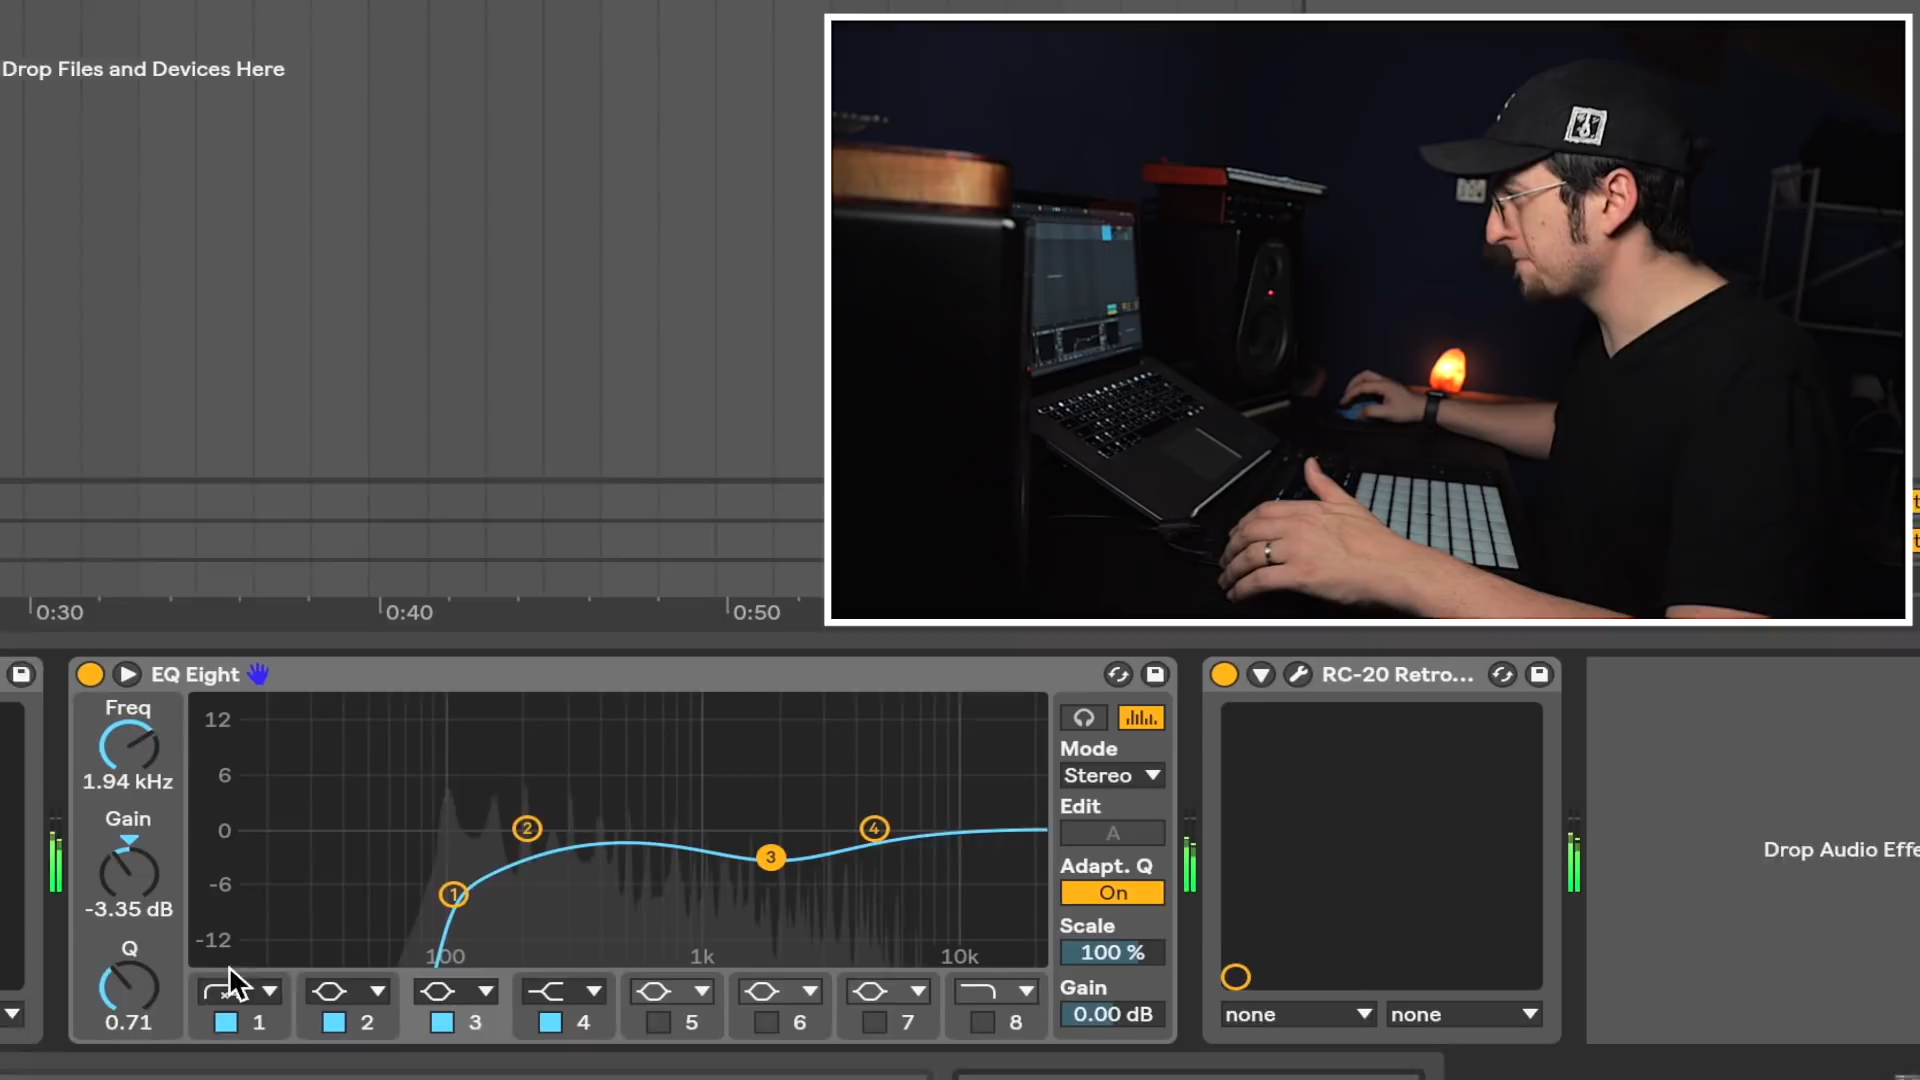 Drop Files and Devices Here
0:30
0:40
0:50
EQ Eight
RC-20 Retro...
Freq
1.94 kHz
Gain
-3.35 dB
Q
0.71
12
6
0
-6
-12
100
1k
10k
1
2
3
4
Mode
Stereo
Edit
A
Adapt. Q
On
Scale
100 %
Gain
0.00 dB
1
2
3
4
5
6
7
8
none
none
Drop Audio Effe